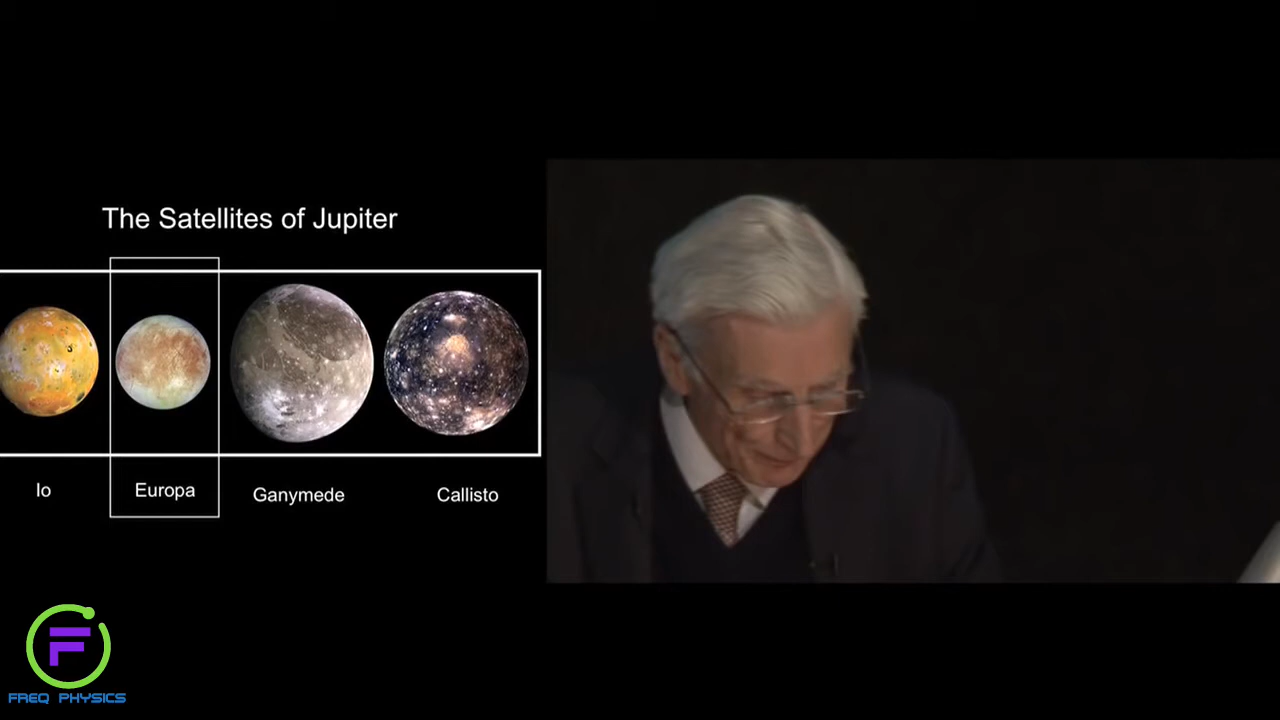 The Satellites of Jupiter
Io
Europa
Ganymede
Callisto
F
FREQ PHYSICS